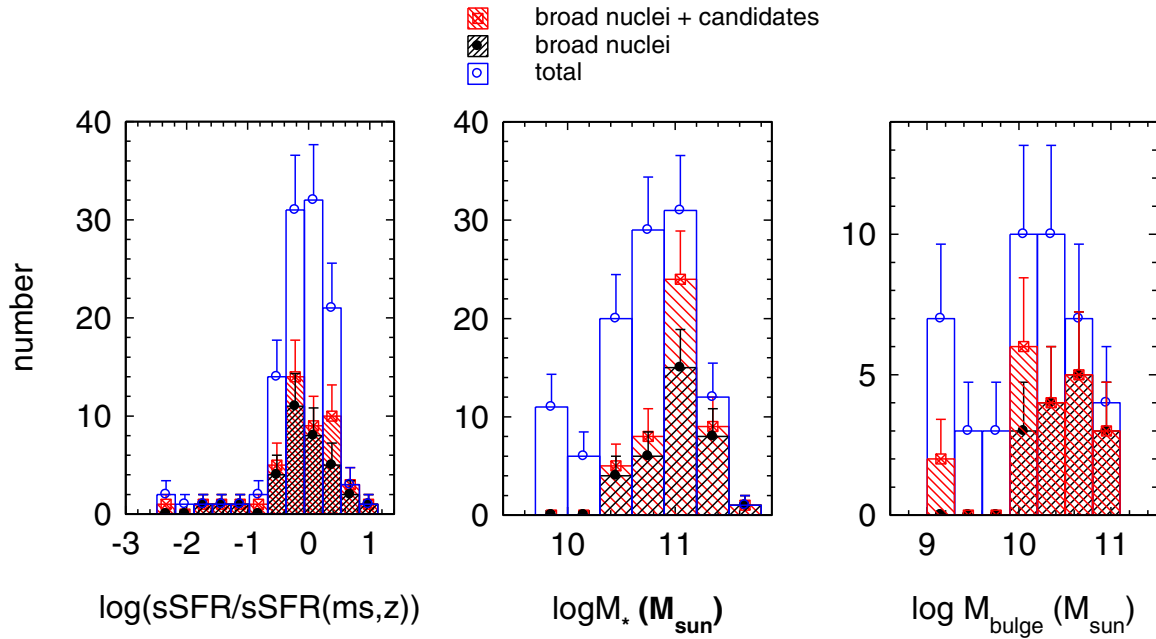 broad nuclei + candidates
broad nuclei
total
number
40
30
20
10
0
-3 -2 -1 0 1
log(sSFR/sSFR(ms,z))
40
30
20
10
0
10 11
logM* (Msun)
10
5
0
9 10 11
log Mbulge (Msun)